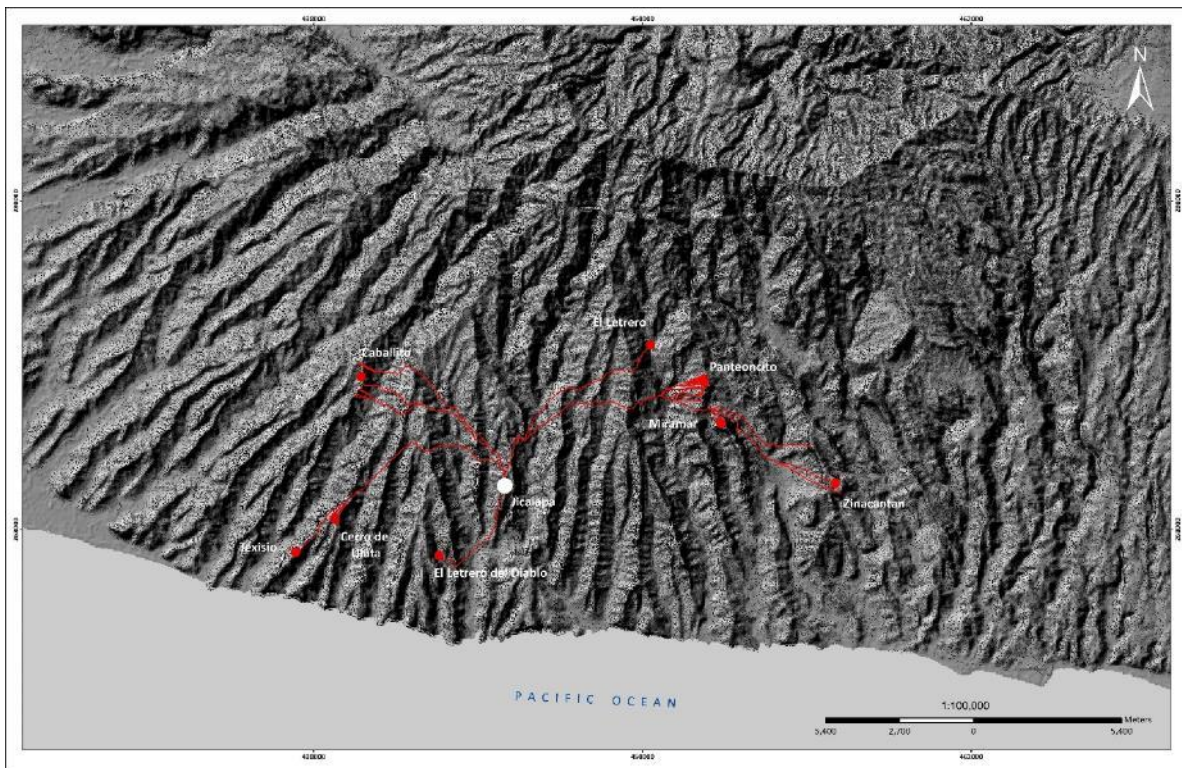 N
El Letrero
Caballito
Panteoncito
Miramar
Jicalapa
Zinacantan
Texisio
Cerro de
Ulata
El Letrero del Diablo
PACIFIC OCEAN
1:100,000
Meters
5,400 2,700 0 5,400